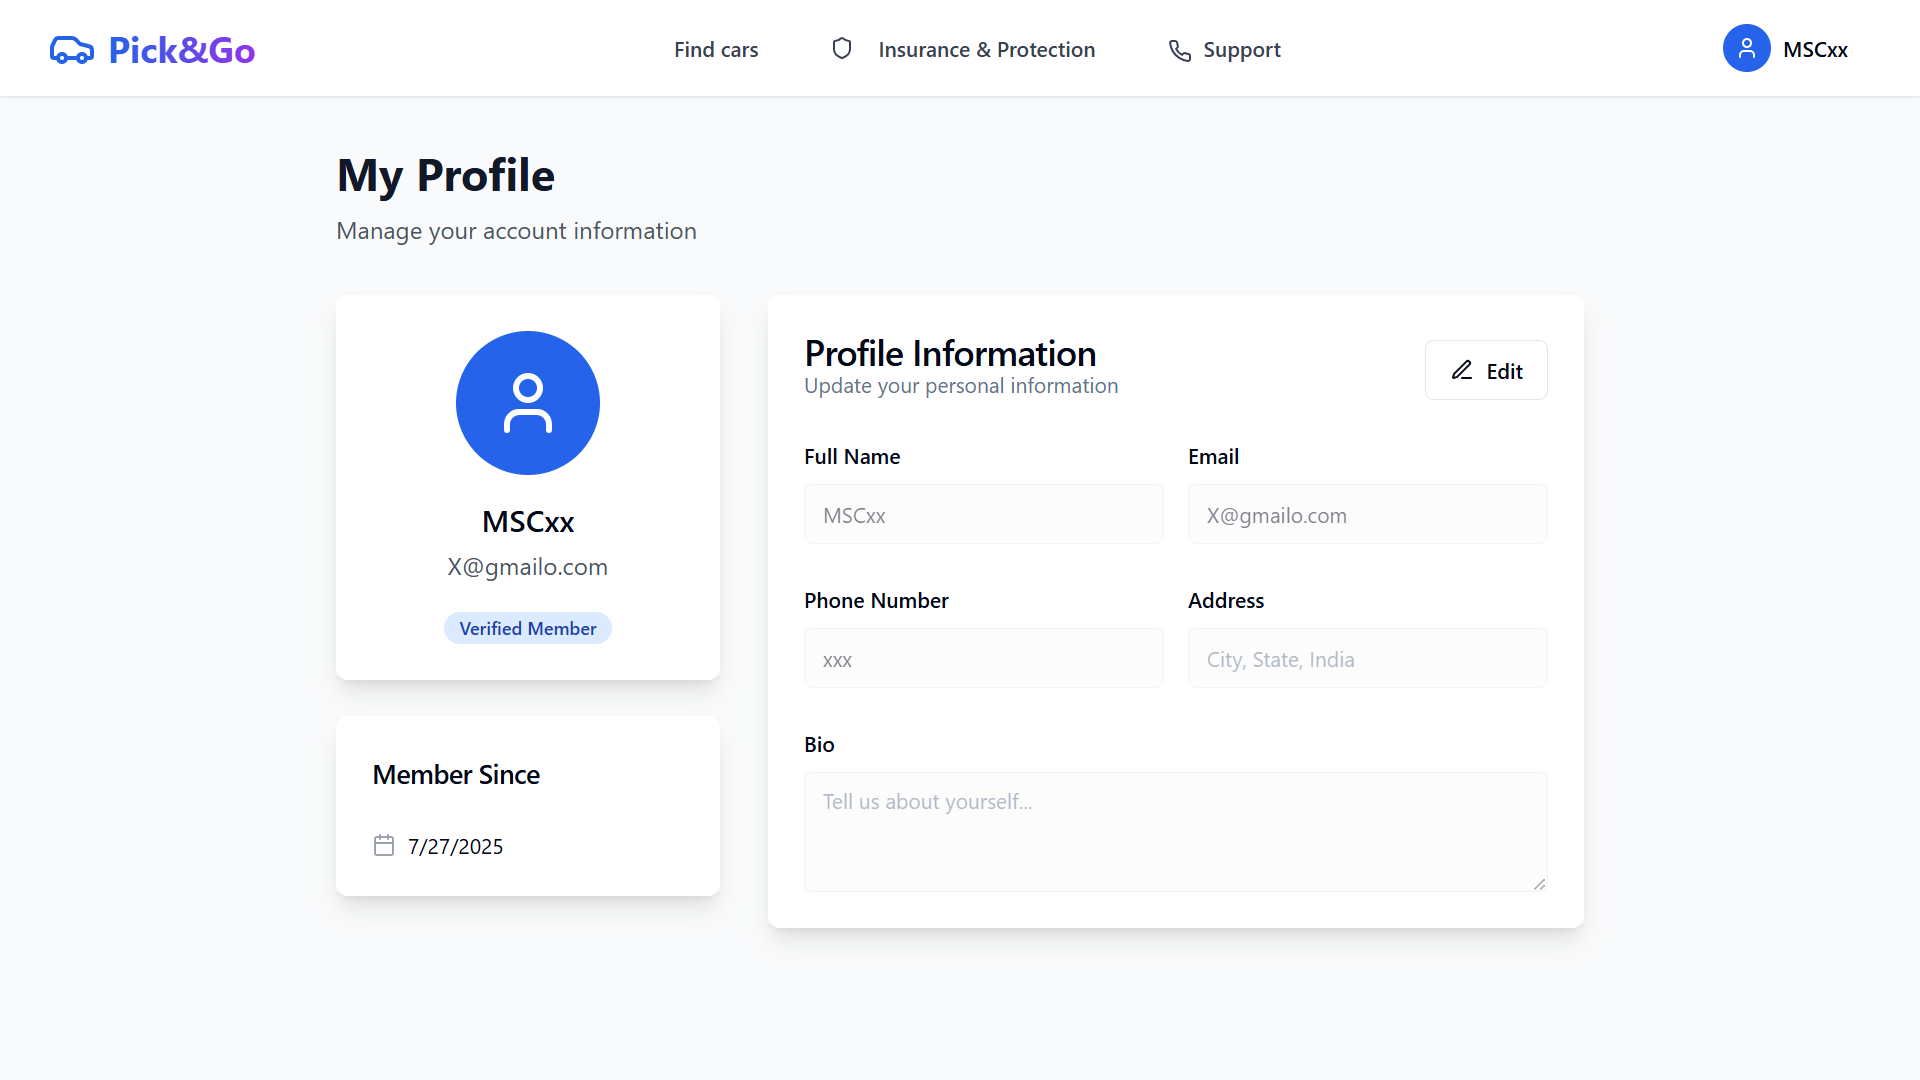 Pick&Go
Find cars
Insurance & Protection
Support
MSCxx
My Profile
Manage your account information
MSCxx
X@gmailo.com
Verified Member
Member Since
7/27/2025
Profile Information
Update your personal information
Edit
Full Name
Email
MSCxx
X@gmailo.com
Phone Number
Address
xxx
City, State, India
Bio
Tell us about yourself...